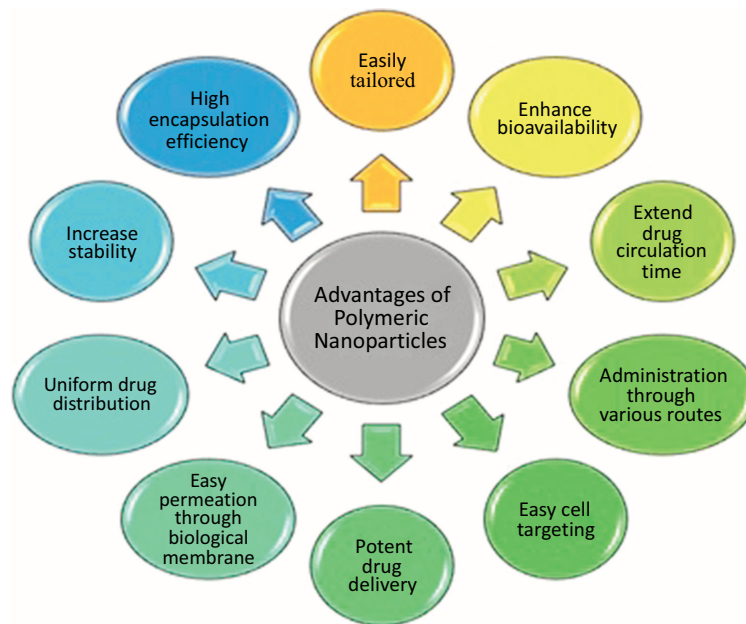 Easily
tailored
Enhance
bioavailability
Extend
drug
circulation
time
Administration
through
various routes
Easy cell
targeting
Potent
drug
delivery
Easy
permeation
through
biological
membrane
Uniform drug
distribution
Increase
stability
High
encapsulation
efficiency
Advantages of
Polymeric
Nanoparticles